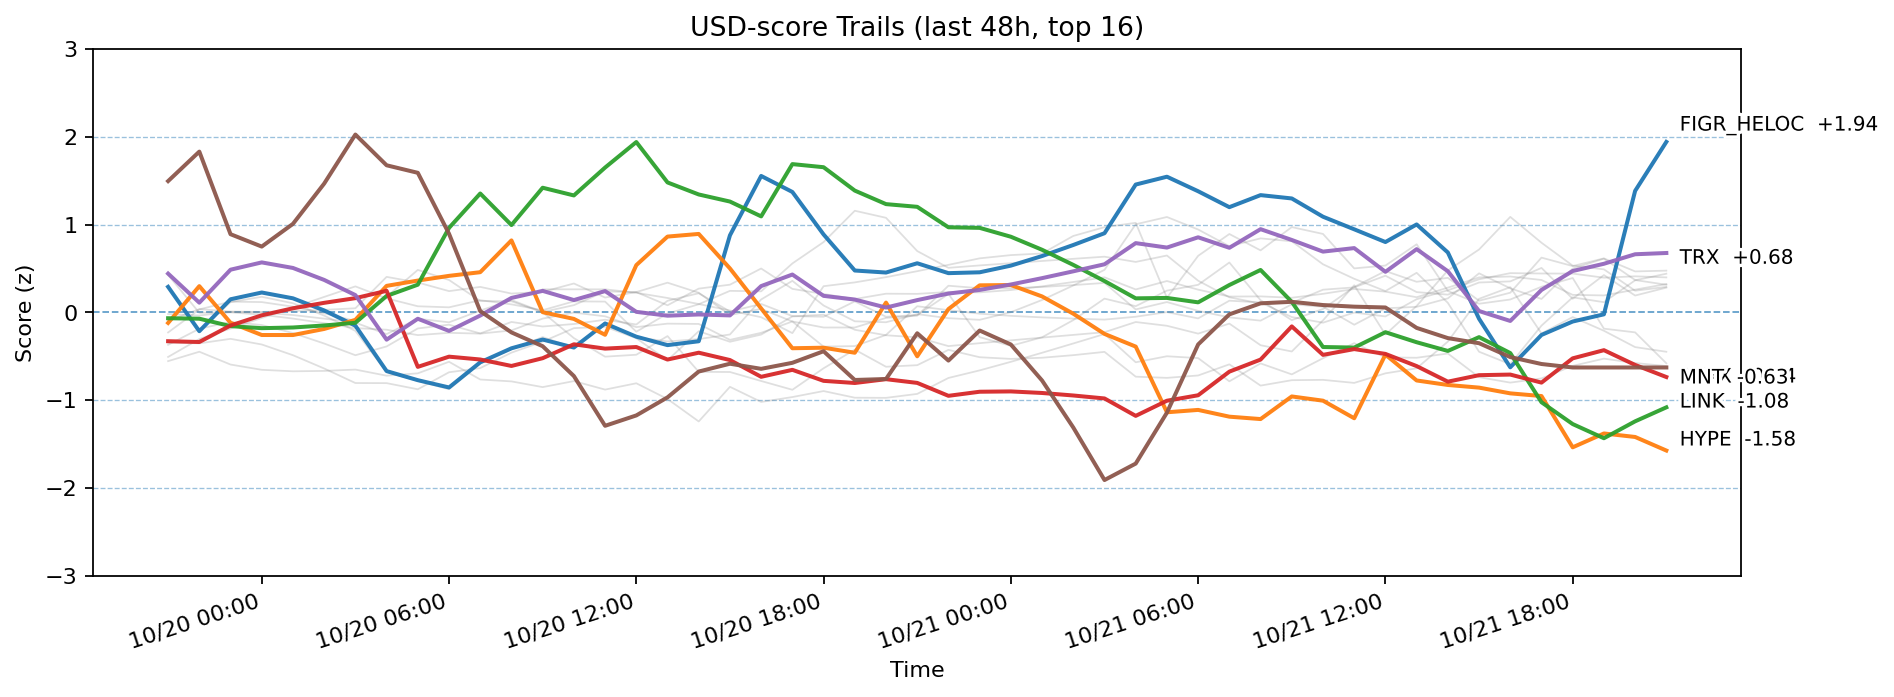 USD-score Trails (last 48h, top 16)
Score (z)
3
2
1
0
−1
−2
−3
FIGR_HELOC +1.94
TRX +0.68
MNT -0.63
LINK -1.08
HYPE -1.58
10/20 00:00
10/20 06:00
10/20 12:00
10/20 18:00
10/21 00:00
10/21 06:00
10/21 12:00
10/21 18:00
Time